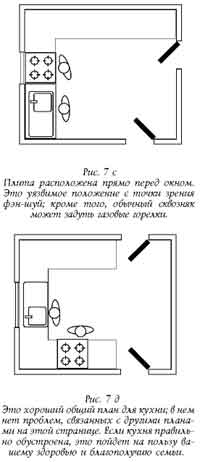 Рис. 7 с
Плита расположена прямо перед окном.
Это уязвимое положение с точки зрения
фэн-шуй; кроме того, обычный сквозняк
может задуть газовые горелки.
Рис. 7 д
Это хороший общий план для кухни; в нем
нет проблем, связанных с другими плана-
ми на этой странице. Если кухня правиль-
но обустроена, это пойдет на пользу ва-
шему здоровью и благополучию семьи.